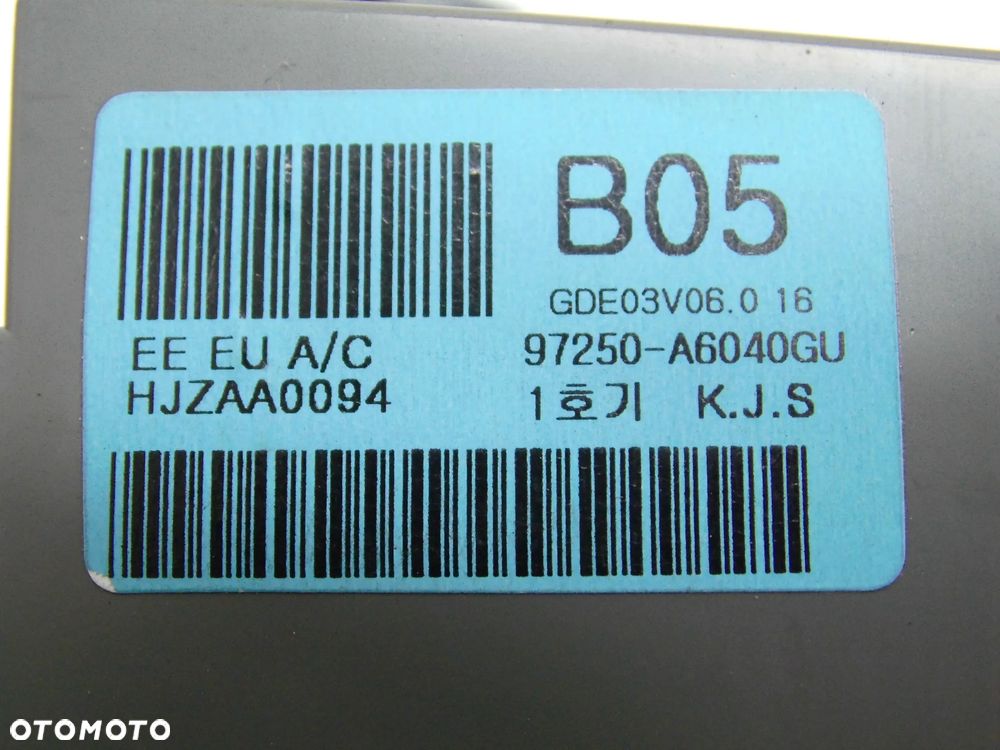 B05
GDE03V06.0 16
EE EU A/C 97250-A6040GU
HJZAA0094 1호기 K.J.S
OTOMOTO